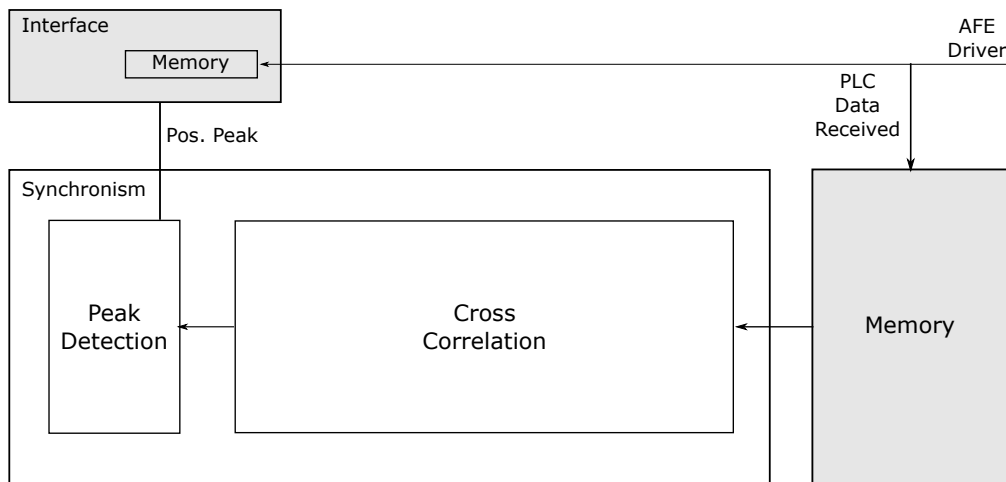 Interface
Memory
AFE
Driver
PLC
Data
Received
Pos. Peak
Synchronism
Peak
Detection
Cross
Correlation
Memory